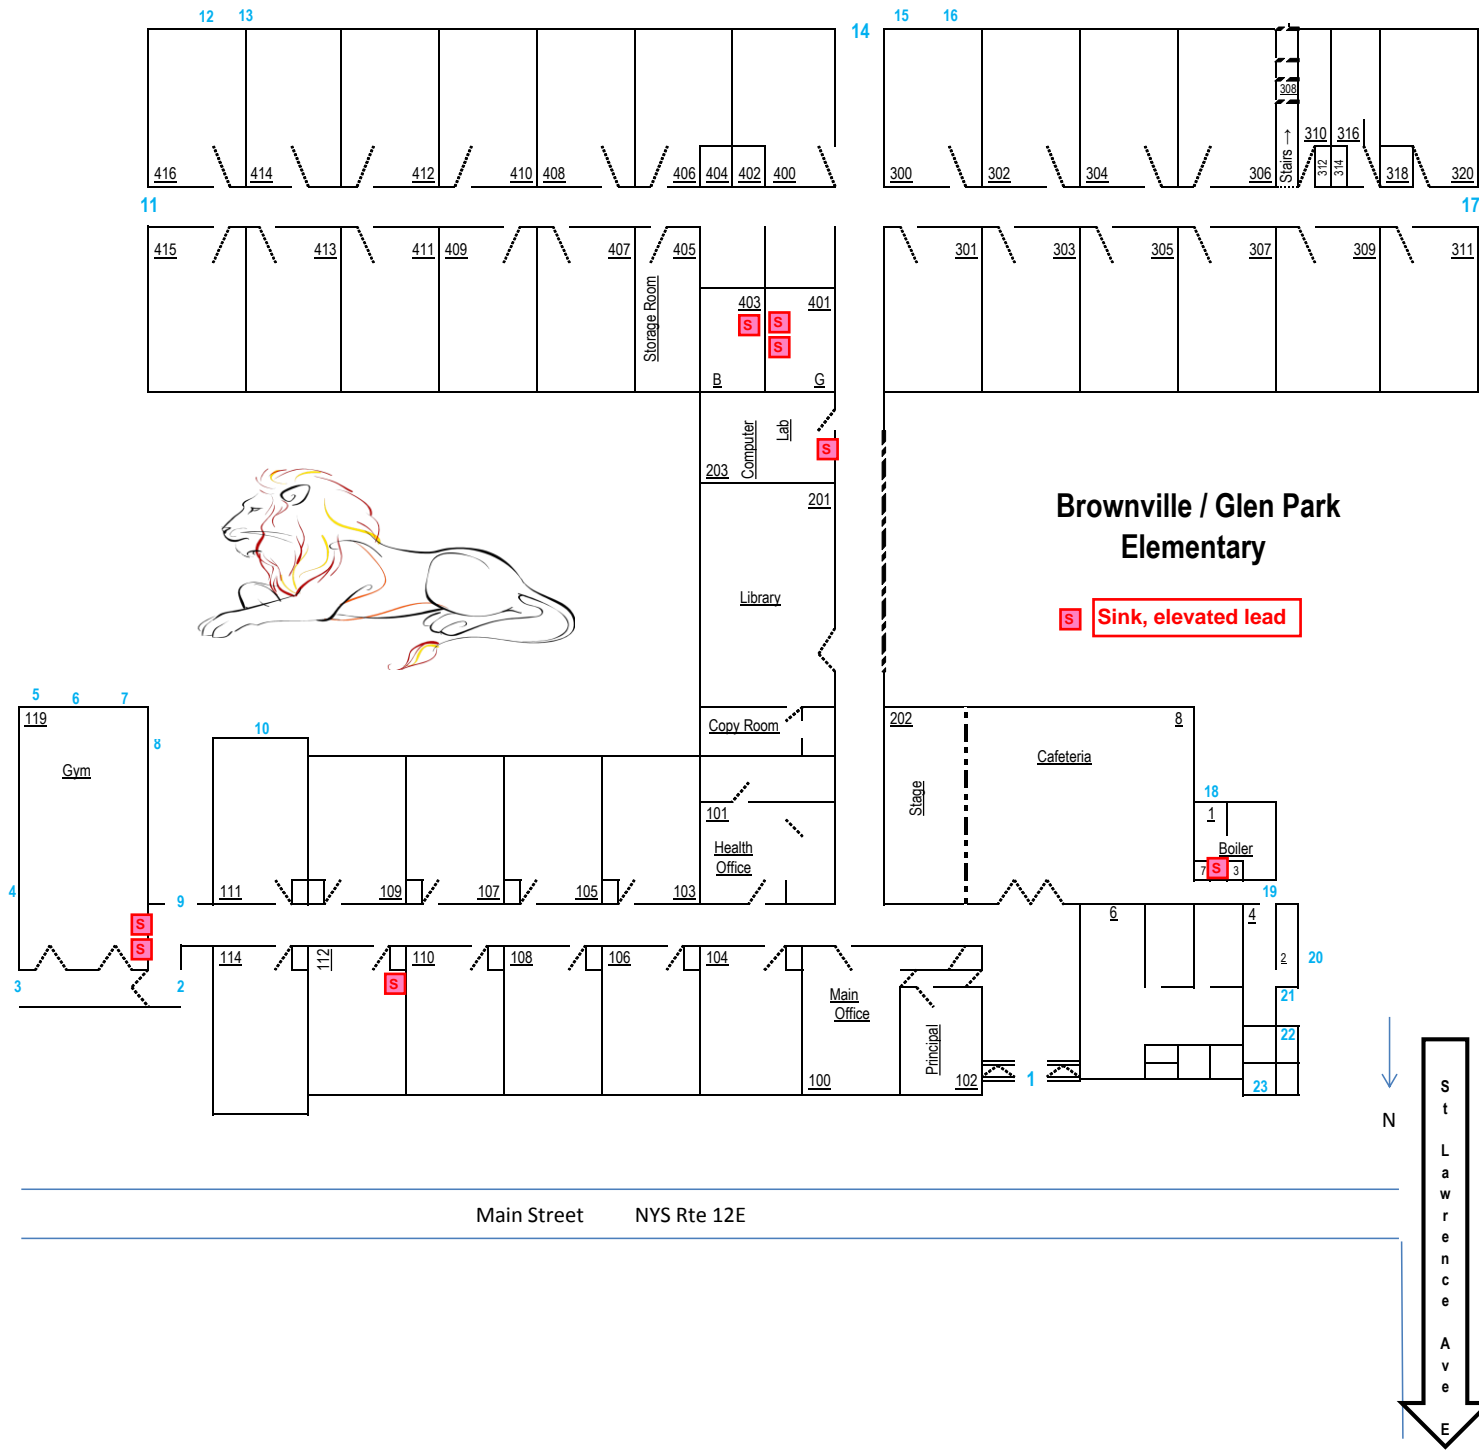 12 13 14 15 16
308
310 316
416 414 412 410 408 406 404 402 400 300 302 304 306 Stairs → 312 314 318 320
11 17
415 413 411 409 407 405 301 303 305 307 309 311
Storage Room
403 401
S S
S
B G
Computer Lab
S
203
201
Brownville / Glen Park
Elementary
Library
S Sink, elevated lead
5 6 7
119
Gym
8
10
Copy Room
202
8
Cafeteria
Stage
18
101
1
Health
Office
Boiler
7 S 3
4
9
111 109 107 105 103
19
6 4
S
S
114 112 110 108 106 104
2
20
3 2
S
Main
Office
Principal
21
22
100 102
1
23
N
Main Street NYS Rte 12E
St Lawrence Ave E